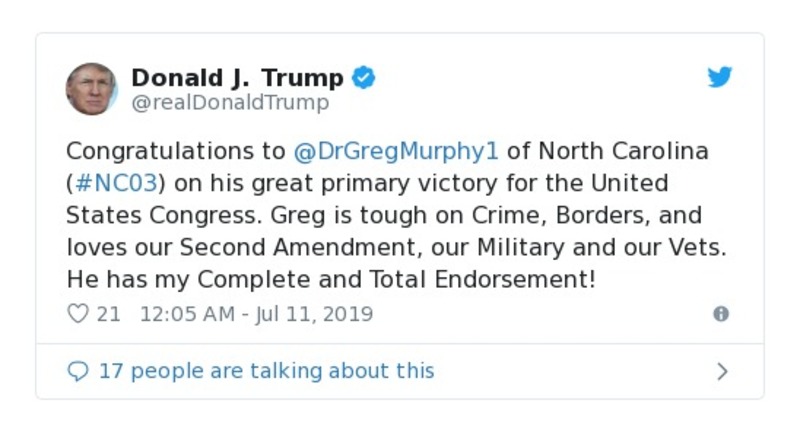 Donald J. Trump
@realDonaldTrump
Congratulations to @DrGregMurphy1 of North Carolina
(#NC03) on his great primary victory for the United
States Congress. Greg is tough on Crime, Borders, and
loves our Second Amendment, our Military and our Vets.
He has my Complete and Total Endorsement!
21 12:05 AM - Jul 11, 2019
17 people are talking about this